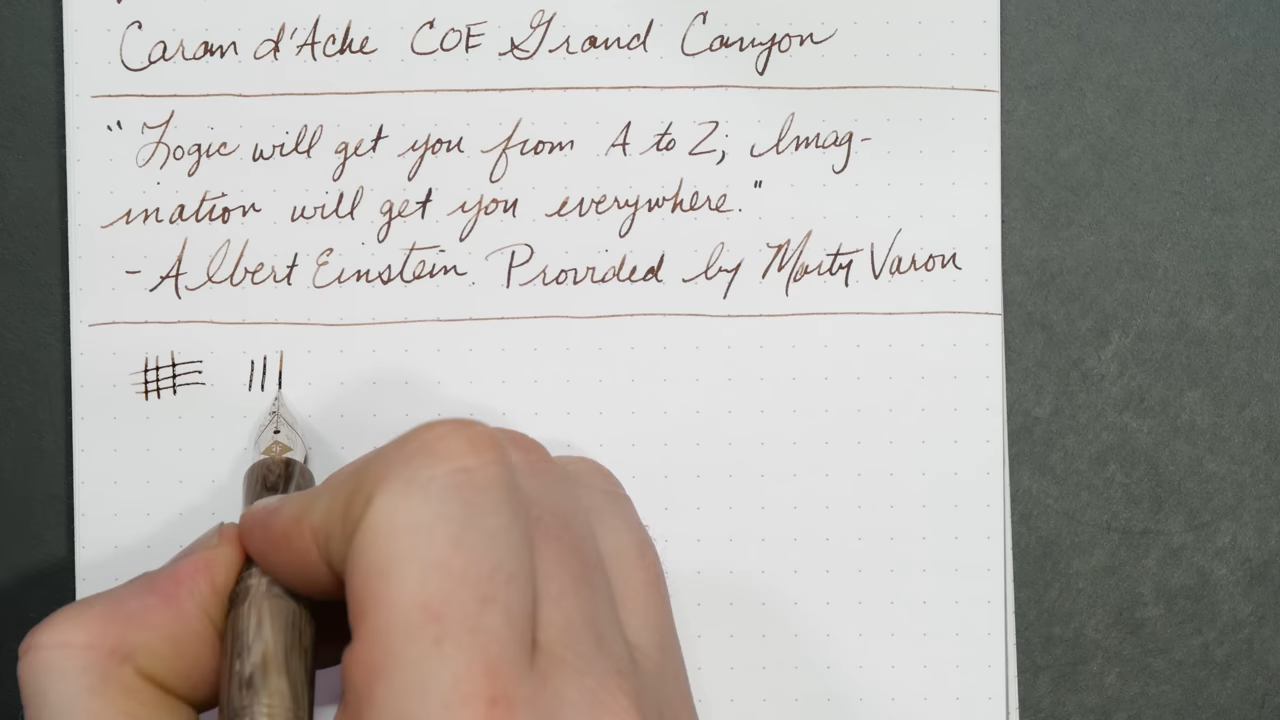 Caran d'Ache COE Grand Canyon
"Logic will get you from A to Z; Imag-
ination will get you everywhere."
- Albert Einstein. Provided by Marty Varon